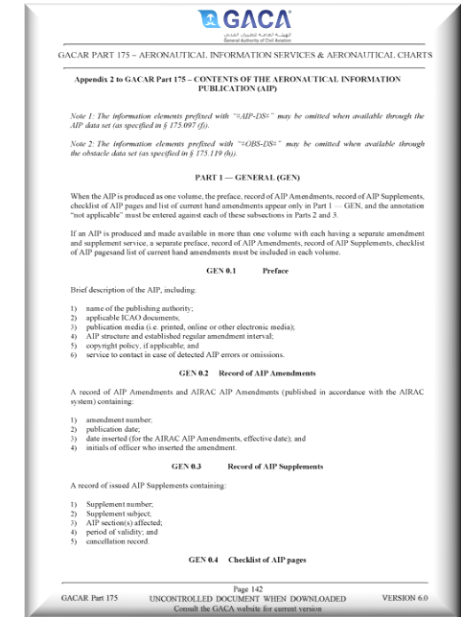 GACA
الهيئة العامة للطيران المدني
General Authority of Civil Aviation
GACAR PART 175 – AERONAUTICAL INFORMATION SERVICES & AERONAUTICAL CHARTS
Appendix 2 to GACAR Part 175 – CONTENTS OF THE AERONAUTICAL INFORMATION
PUBLICATION (AIP)
Note 1: The information elements prefixed with "≠AIP-DS≠" may be omitted when available through the
AIP data set (as specified in § 175.097 (f)).
Note 2: The information elements prefixed with "≠OBS-DS≠" may be omitted when available through
the obstacle data set (as specified in § 175.119 (h))
PART 1 — GENERAL (GEN)
When the AIP is produced as one volume, the preface, record of AIP Amendments, record of AIP Supplements,
checklist of AIP pages and list of current hand amendments appear only in Part 1 — GEN, and the annotation
"not applicable" must be entered against each of these subsections in Parts 2 and 3.
If an AIP is produced and made available in more than one volume with each having a separate amendment
and supplement service, a separate preface, record of AIP Amendments, record of AIP Supplements, checklist
of AIP pagesand list of current hand amendments must be included in each volume.
GEN 0.1 Preface
Brief description of the AIP, including:
1) name of the publishing authority;
2) applicable ICAO documents;
3) publication media (i.e. printed, online or other electronic media);
4) AIP structure and established regular amendment interval;
5) copyright policy, if applicable; and
6) service to contact in case of detected AIP errors or omissions.
GEN 0.2 Record of AIP Amendments
A record of AIP Amendments and AIRAC AIP Amendments (published in accordance with the AIRAC
system) containing:
1) amendment number;
2) publication date;
3) date inserted (for the AIRAC AIP Amendments, effective date); and
4) initials of officer who inserted the amendment.
GEN 0.3 Record of AIP Supplements
A record of issued AIP Supplements containing:
1) Supplement number;
2) Supplement subject;
3) AIP section(s) affected;
4) period of validity; and
5) cancellation record.
GEN 0.4 Checklist of AIP pages
Page 142
GACAR Part 175 UNCONTROLLED DOCUMENT WHEN DOWNLOADED VERSION 6.0
Consult the GACA website for current version